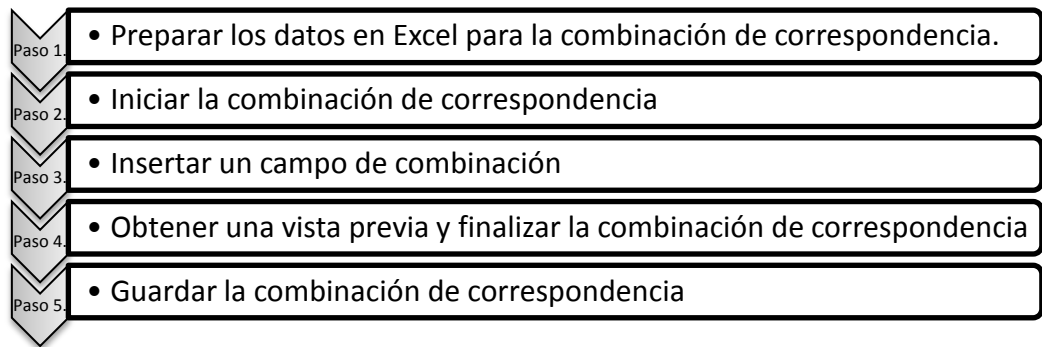 Paso 1. • Preparar los datos en Excel para la combinación de correspondencia.
Paso 2. • Iniciar la combinación de correspondencia
Paso 3. • Insertar un campo de combinación
Paso 4. • Obtener una vista previa y finalizar la combinación de correspondencia
Paso 5. • Guardar la combinación de correspondencia